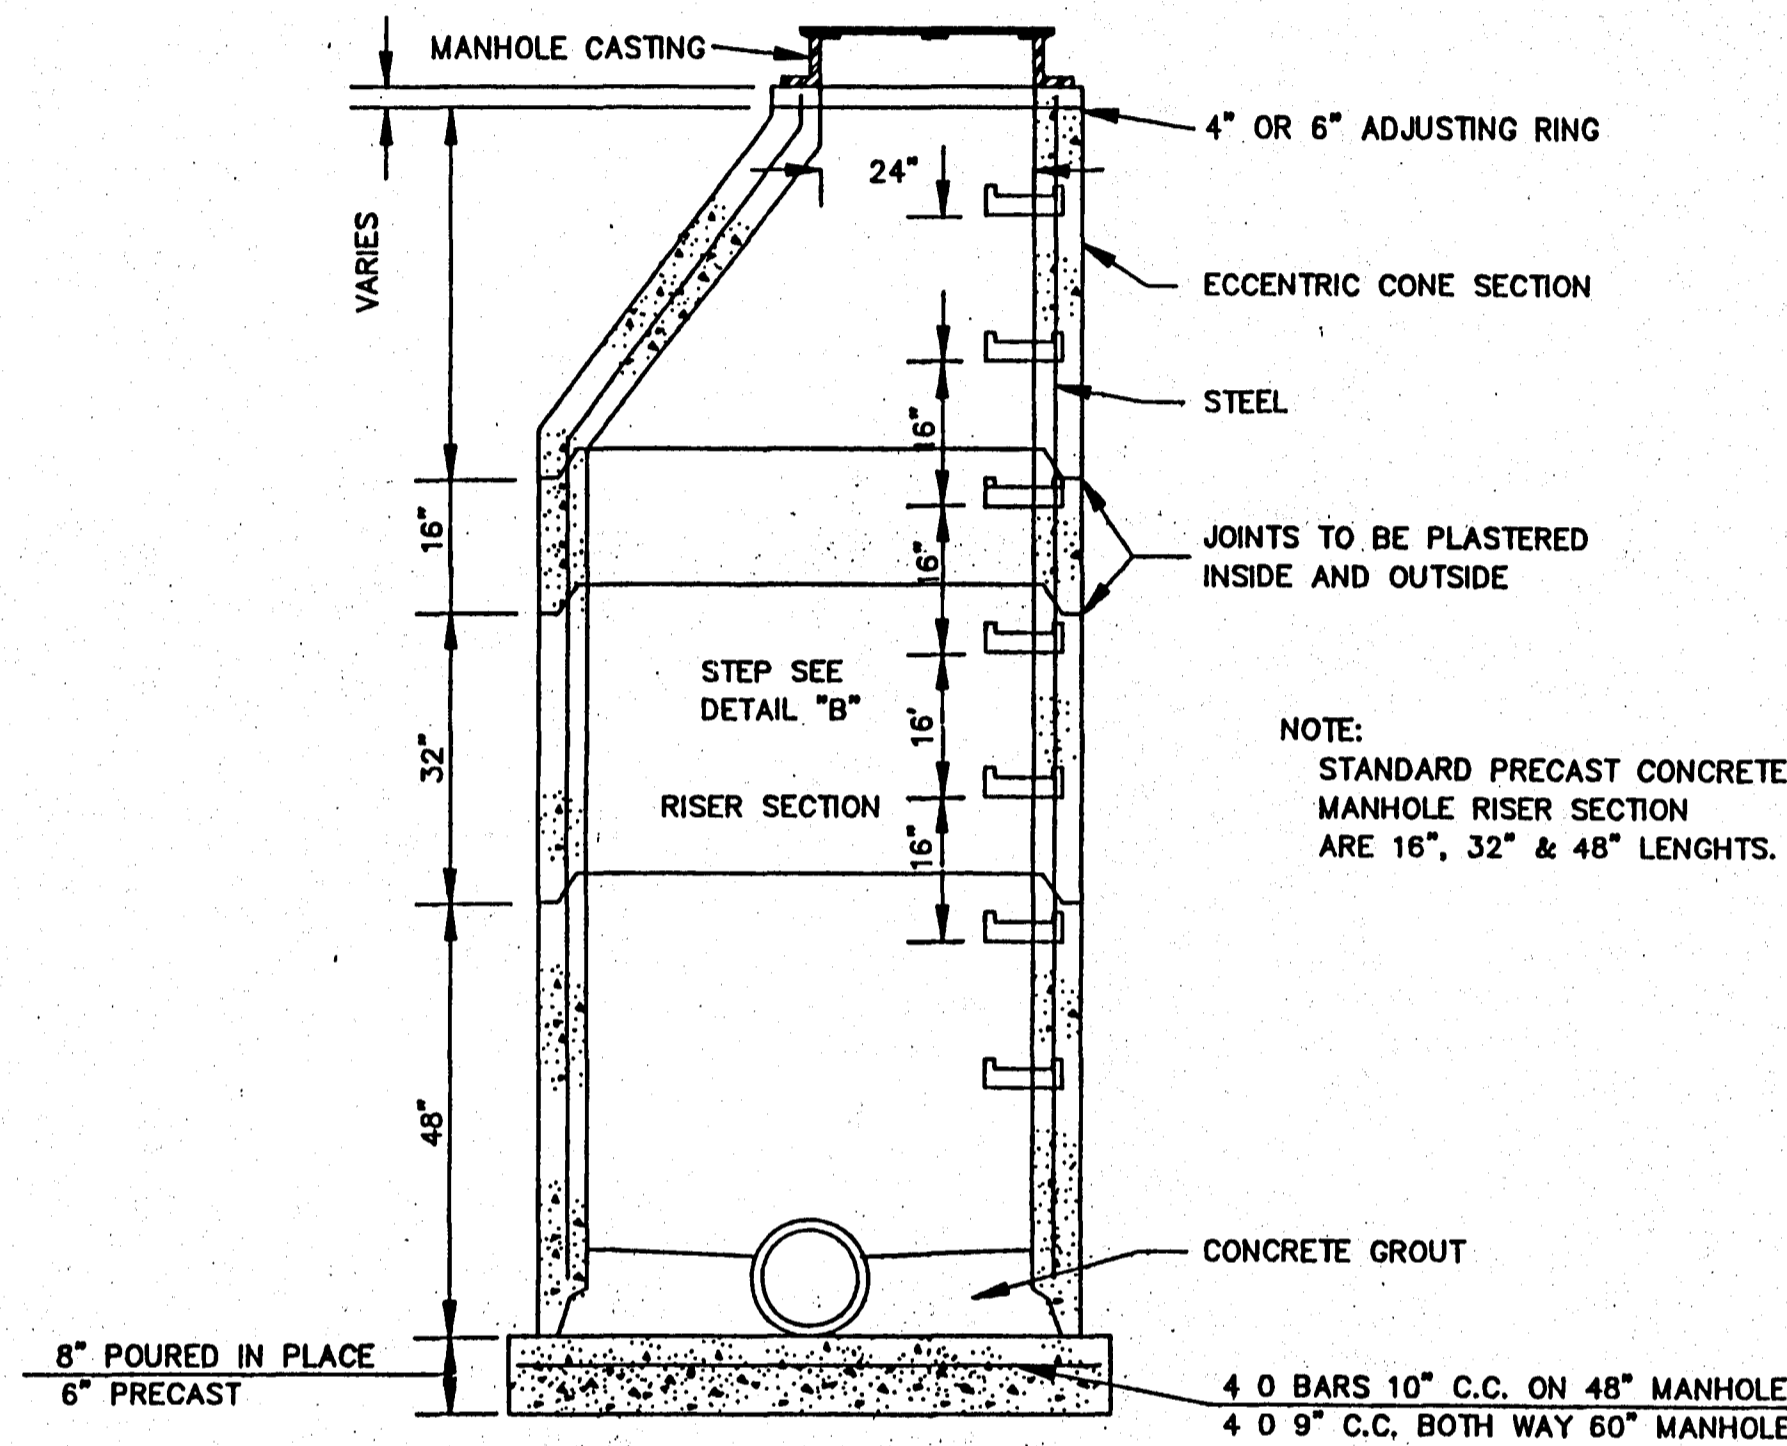 MANHOLE CASTING
4" OR 6" ADJUSTING RING
24"
VARIES
ECCENTRIC CONE SECTION
STEEL
16"
16"
JOINTS TO BE PLASTERED
INSIDE AND OUTSIDE
16"
STEP SEE
DETAIL "B"
16'
32"
RISER SECTION
16"
NOTE:
STANDARD PRECAST CONCRETE
MANHOLE RISER SECTION
ARE 16", 32" & 48" LENGHTS.
48"
CONCRETE GROUT
8" POURED IN PLACE
6" PRECAST
4 0 BARS 10" C.C. ON 48" MANHOLE
4 0 9" C.C, BOTH WAY 60" MANHOLE